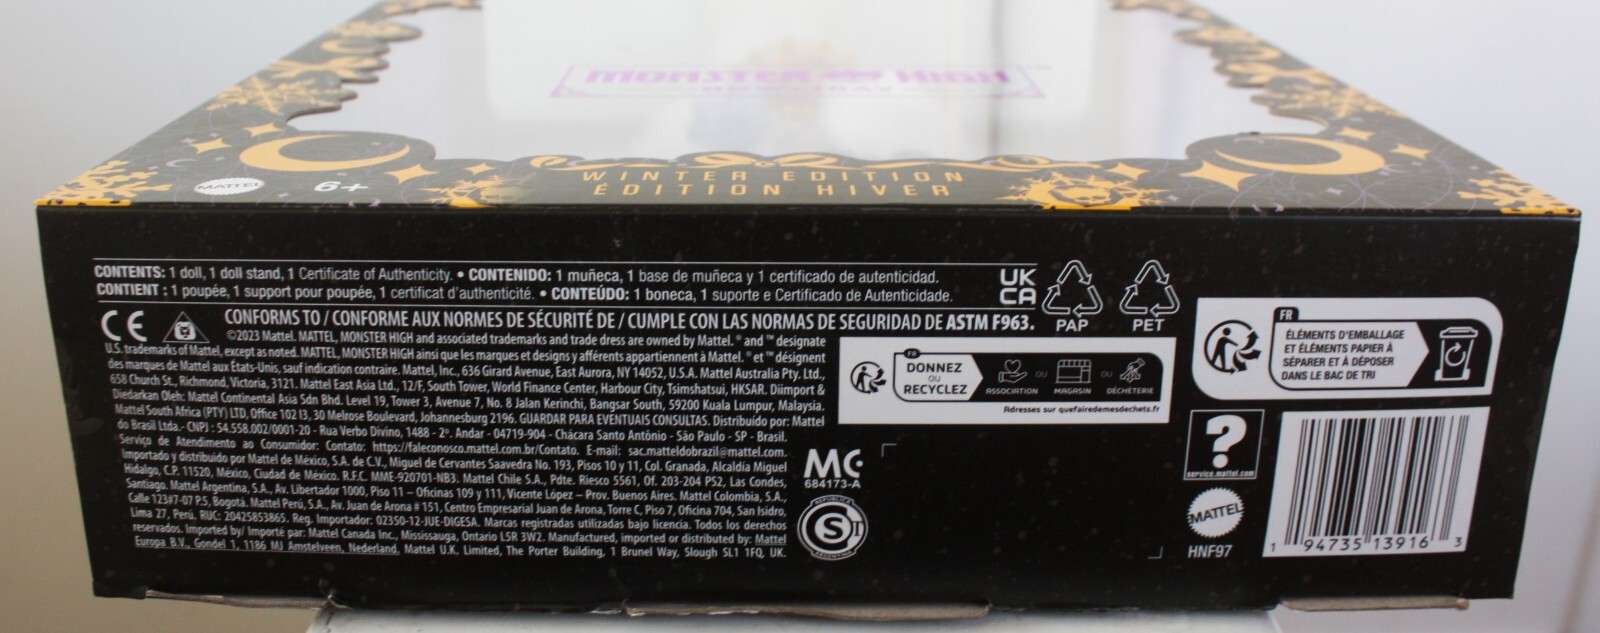 MONSTER HIGH™
HOWLIDAY
WINTER EDITION
ÉDITION HIVER
MATTEL
6+
CONTENTS: 1 doll, 1 doll stand, 1 Certificate of Authenticity. • CONTENIDO: 1 muñeca, 1 base de muñeca y 1 certificado de autenticidad.
CONTIENT : 1 poupée, 1 support pour poupée, 1 certificat d'authenticité. • CONTEÚDO: 1 boneca, 1 suporte e Certificado de Autenticidade.
UK
CA
PAP
PET
CE
CONFORMS TO / CONFORME AUX NORMES DE SÉCURITÉ DE / CUMPLE CON LAS NORMAS DE SEGURIDAD DE ASTM F963.
©2023 Mattel. MATTEL, MONSTER HIGH and associated trademarks and trade dress are owned by Mattel. ® and ™ designate
U.S. trademarks of Mattel, except as noted. MATTEL, MONSTER HIGH ainsi que les marques et designs y afférents appartiennent à Mattel. ® et ™ désignent
des marques de Mattel aux États-Unis, sauf indication contraire. Mattel, Inc., 636 Girard Avenue, East Aurora, NY 14052, U.S.A. Mattel Australia Pty. Ltd.,
658 Church St., Richmond, Victoria, 3121. Mattel East Asia Ltd., 12/F, South Tower, World Finance Center, Harbour City, Tsimshatsui, HKSAR. Diimport &
Diedarkan Oleh: Mattel Continental Asia Sdn Bhd. Level 19, Tower 3, Avenue 7, No. 8 Jalan Kerinchi, Bangsar South, 59200 Kuala Lumpur, Malaysia.
Mattel South Africa (PTY) LTD, Office 102 I3, 30 Melrose Boulevard, Johannesburg 2196. GUARDAR PARA EVENTUAIS CONSULTAS. Distribuido por: Mattel
do Brasil Ltda.- CNPJ : 54.558.002/0001-20 - Rua Verbo Divino, 1488 - 2º. Andar - 04719-904 - Chácara Santo Antônio - São Paulo - SP - Brasil.
Serviço de Atendimento ao Consumidor: Contato: https://faleconosco.mattel.com.br/Contato. E-mail: sac.matteldobrazil@mattel.com.
Importado y distribuido por Mattel de México, S.A. de C.V., Miguel de Cervantes Saavedra No. 193, Pisos 10 y 11, Col. Granada, Alcaldía Miguel
Hidalgo, C.P. 11520, México, Ciudad de México. R.F.C. MME-920701-NB3. Mattel Chile S.A., Pdte. Riesco 5561, Of. 203-204 PS2, Las Condes,
Santiago. Mattel Argentina, S.A., Av. Libertador 1000, Piso 11 – Oficinas 109 y 111, Vicente López – Prov. Buenos Aires. Mattel Colombia, S.A.,
Calle 123#7-07 P.5, Bogotá. Mattel Perú, S.A., Av. Juan de Arona # 151, Centro Empresarial Juan de Arona, Torre C, Piso 7, Oficina 704, San Isidro,
Lima 27, Perú. RUC: 20425853865. Reg. Importador: 02350-12-JUE-DIGESA. Marcas registradas utilizadas bajo licencia. Todos los derechos
reservados. Imported by/ Importé par: Mattel Canada Inc., Mississauga, Ontario L5R 3W2. Manufactured, imported or distributed by: Mattel
Europa B.V., Gondel 1, 1186 MJ Amstelveen, Nederland. Mattel U.K. Limited, The Porter Building, 1 Brunel Way, Slough SL1 1FQ, UK.
MC
684173-A
REPUBLICA
S II
ARGENTINA
FR
DONNEZ
OU
RECYCLEZ
ASSOCIATION
OU
MAGASIN
OU
DÉCHÈTERIE
Adresses sur quefairedemesdechets.fr
FR
ÉLÉMENTS D'EMBALLAGE
ET ÉLÉMENTS PAPIER À
SÉPARER ET À DÉPOSER
DANS LE BAC DE TRI
?
service.mattel.com
MATTEL
HNF97
1 94735 13916 3